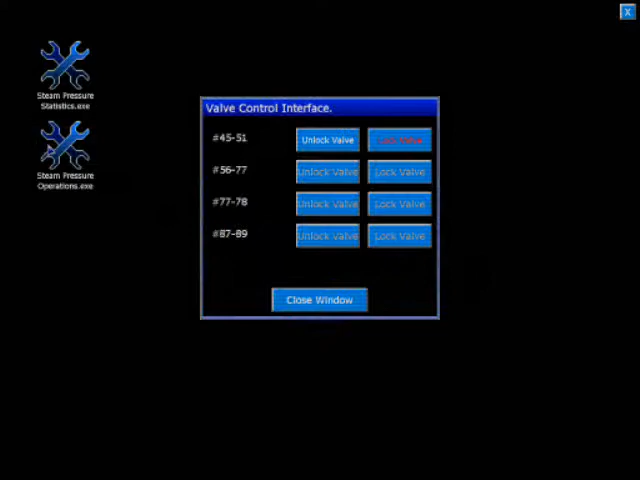 X
Steam Pressure
Statistics.exe
Steam Pressure
Operations.exe
Valve Control Interface.
#45-51 Unlock Valve Lock Valve
#56-77 Unlock Valve Lock Valve
#77-78 Unlock Valve Lock Valve
#87-89 Unlock Valve Lock Valve
Close Window